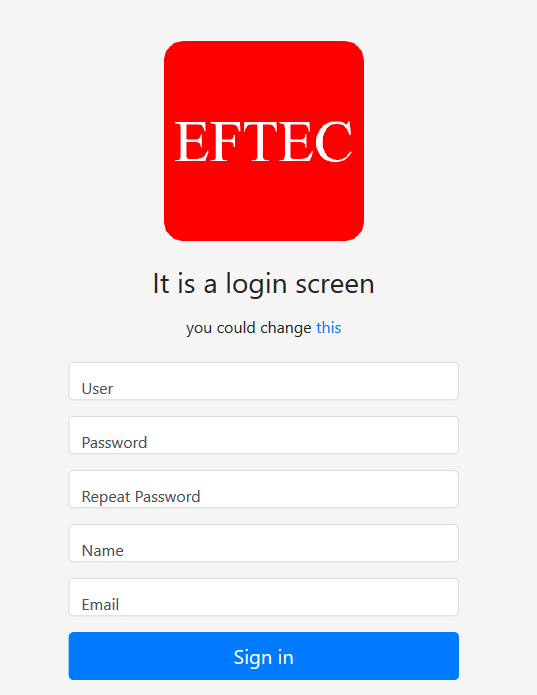 EFTEC
It is a login screen
you could change this
User
Password
Repeat Password
Name
Email
Sign in